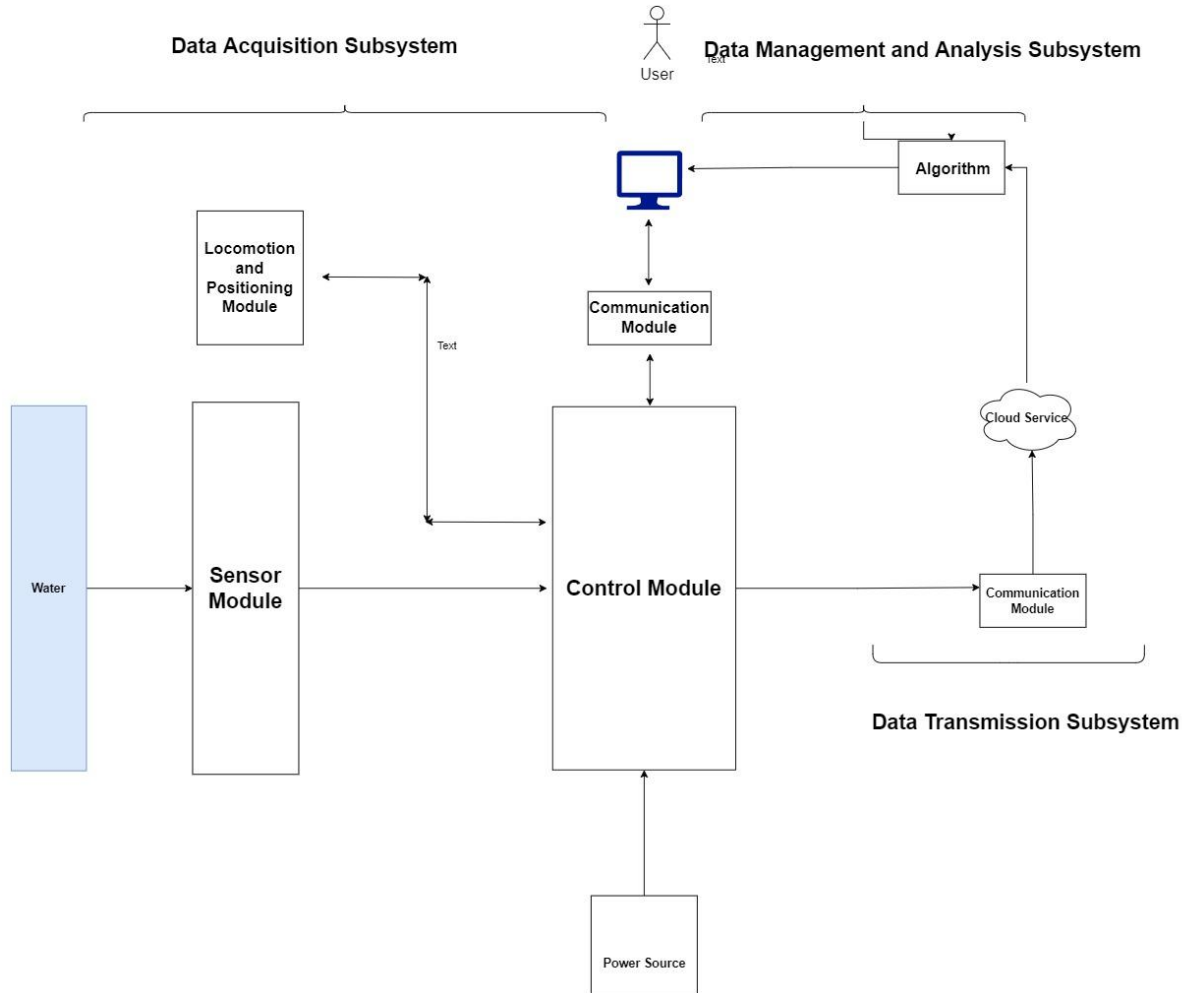 Data Acquisition Subsystem
User
Data Management and Analysis Subsystem
Text
Algorithm
Locomotion
and
Positioning
Module
Communication
Module
Text
Cloud Service
Water
Sensor
Module
Control Module
Communication
Module
Data Transmission Subsystem
Power Source